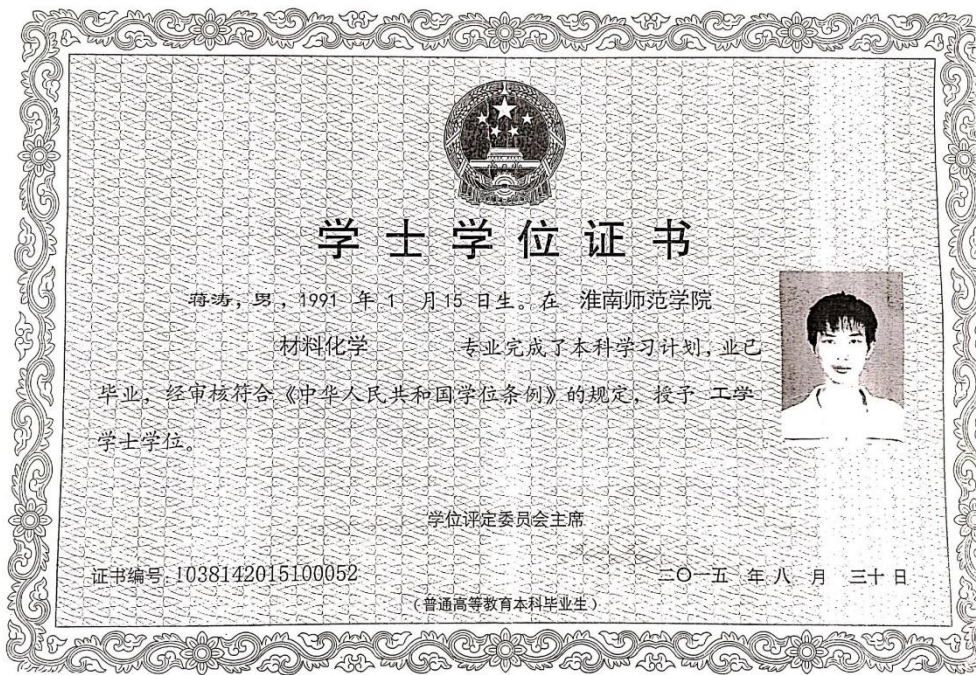 学士学位证书
蒋涛，男，1991 年 1 月 15 日生。在 淮南师范学院
材料化学 专业完成了本科学习计划，业已
毕业，经审核符合《中华人民共和国学位条例》的规定，授予 工学
学士学位。
学位评定委员会主席
证书编号：1038142015100052
二〇一五 年 八 月 三十 日
（普通高等教育本科毕业生）